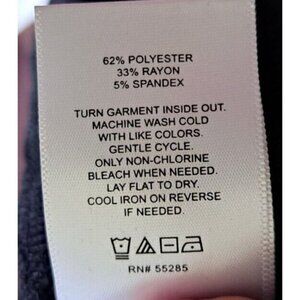 62% POLYESTER
33% RAYON
5% SPANDEX
TURN GARMENT INSIDE OUT.
MACHINE WASH COLD
WITH LIKE COLORS.
GENTLE CYCLE.
ONLY NON-CHLORINE
BLEACH WHEN NEEDED.
LAY FLAT TO DRY.
COOL IRON ON REVERSE
IF NEEDED.
RN# 55285